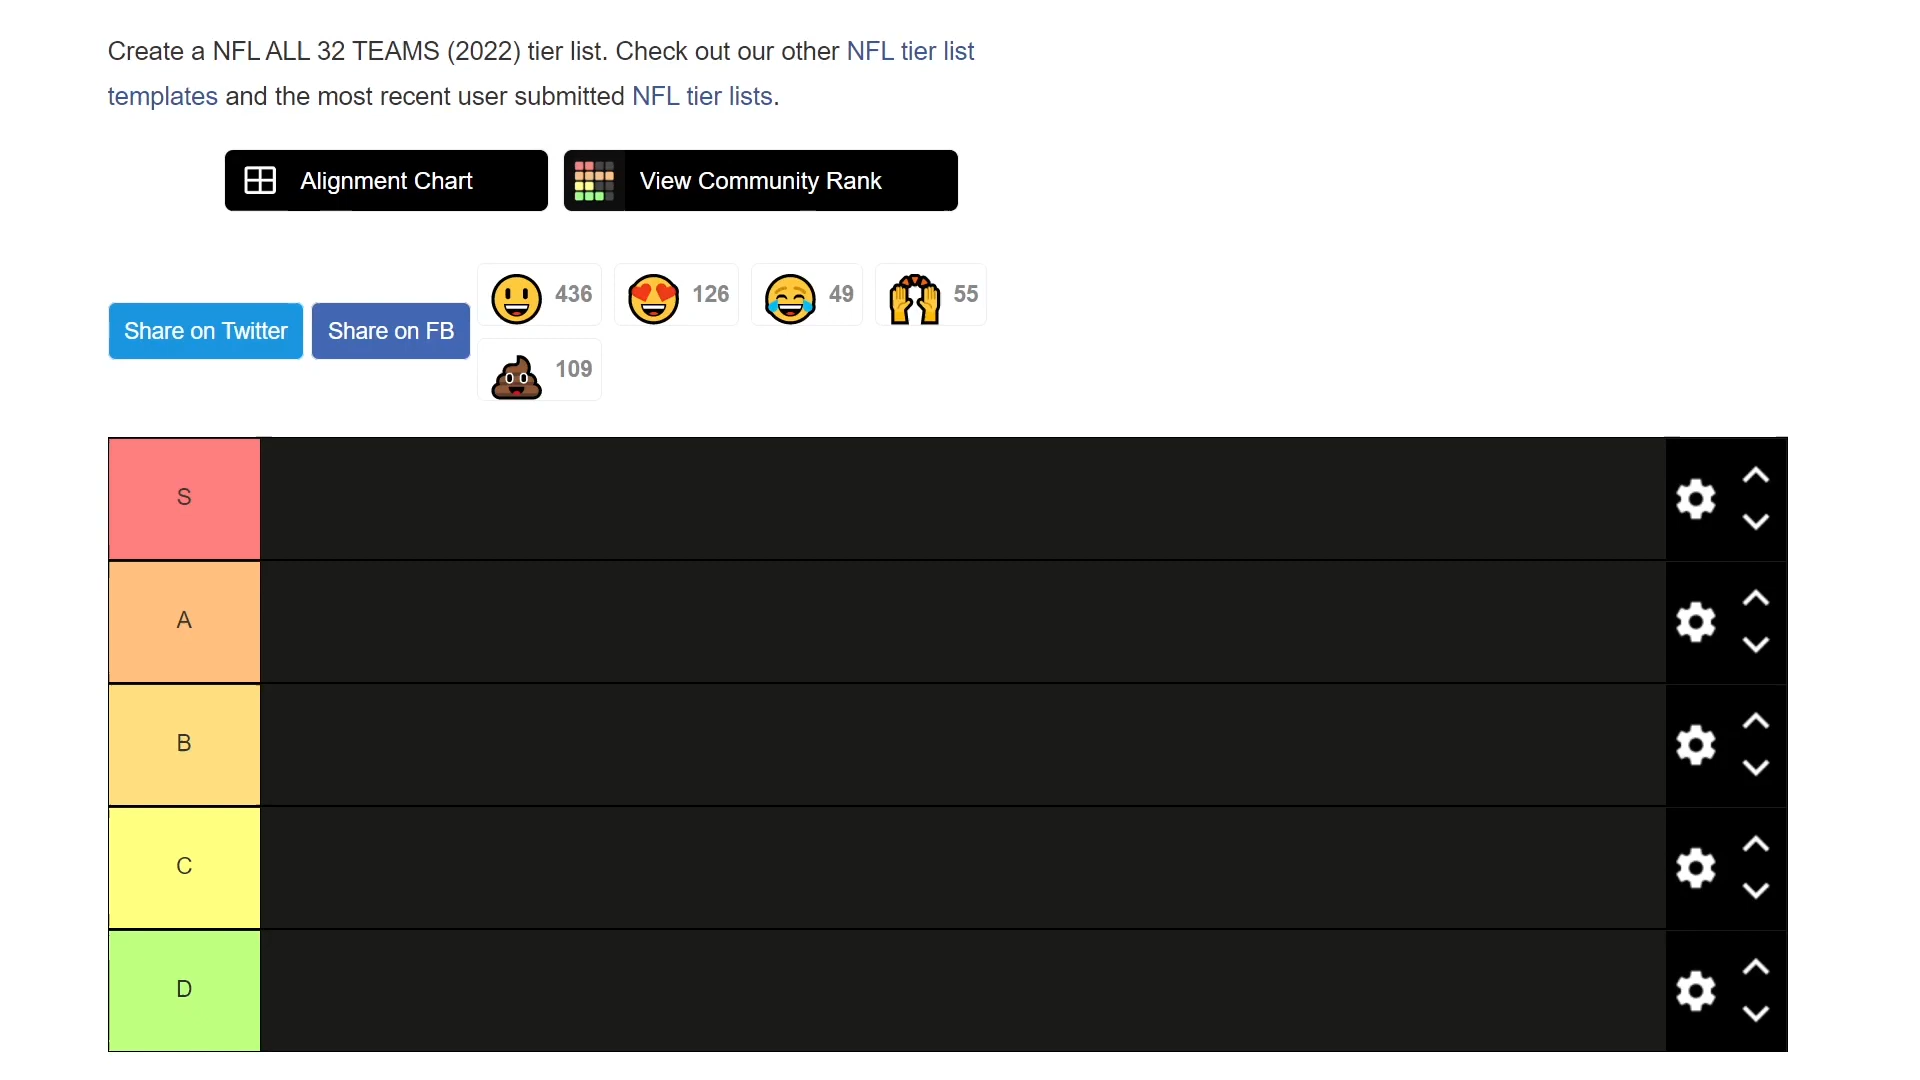 Create a NFL ALL 32 TEAMS (2022) tier list. Check out our other NFL tier list
templates and the most recent user submitted NFL tier lists.
Alignment Chart
View Community Rank
436
126
49
55
Share on Twitter
Share on FB
109
S
A
B
C
D